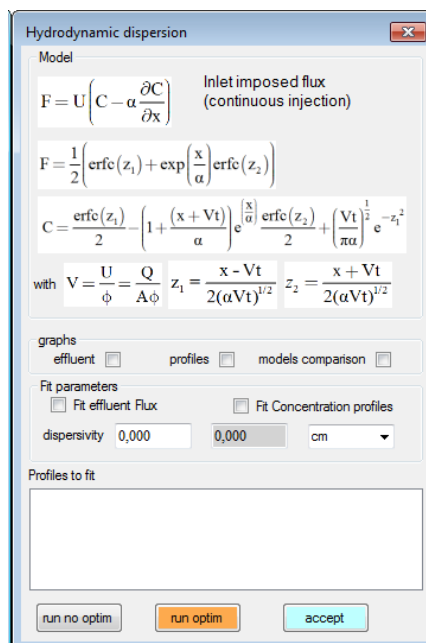 Hydrodynamic dispersion
Model
F = U(C − α ∂C/∂x)
Inlet imposed flux
(continuous injection)
F = 1/2 (erfc(z₁) + exp(x/α) erfc(z₂))
C = erfc(z₁)/2 − (1 + (x + Vt)/α) e^(x/α) erfc(z₂)/2 + (Vt/πα)^(1/2) e^(−z₁²)
with V = U/ϕ = Q/Aϕ z₁ = x - Vt/2(αVt)^(1/2) z₂ = x + Vt/2(αVt)^(1/2)
graphs
effluent profiles models comparison
Fit parameters
Fit effluent Flux Fit Concentration profiles
dispersivity 0,000 0,000 cm
Profiles to fit
run no optim run optim accept